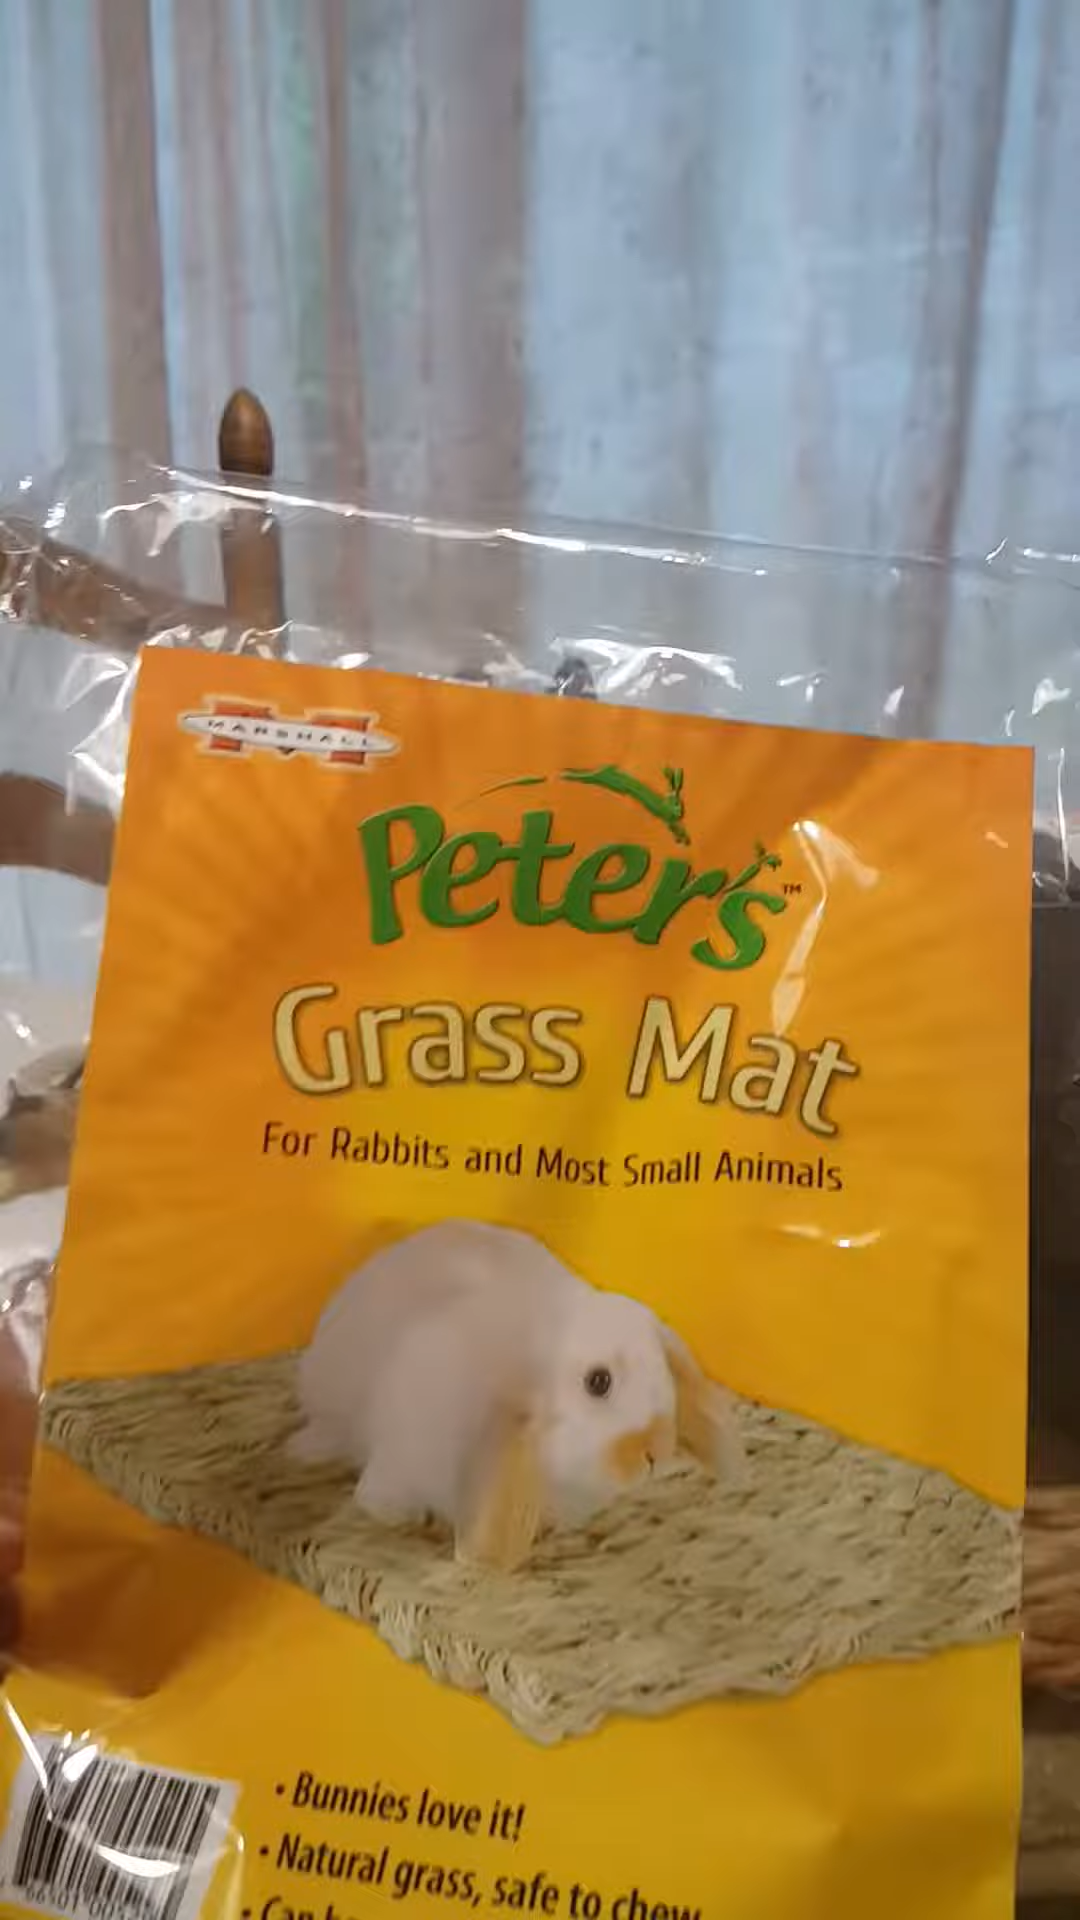 MARSHALL
Peter's™
Grass Mat
For Rabbits and Most Small Animals
• Bunnies love it!
• Natural grass, safe to chew